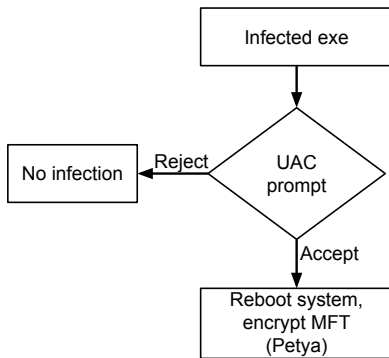 Infected exe
UAC
prompt
Reject
No infection
Accept
Reboot system,
encrypt MFT
(Petya)